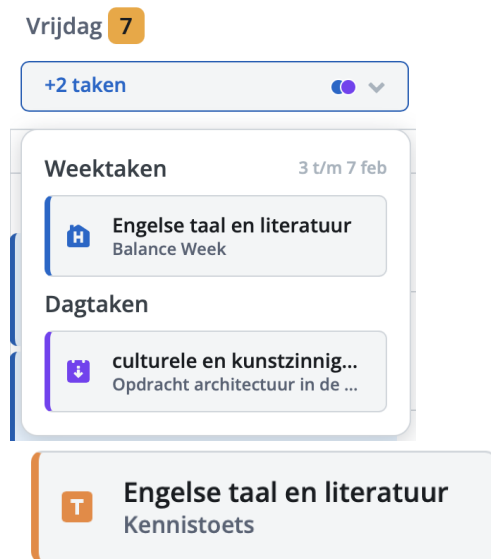 Vrijdag 7
+2 taken
Weektaken 3 t/m 7 feb
H Engelse taal en literatuur
Balance Week
Dagtaken
culturele en kunstzinnig...
Opdracht architectuur in de ...
T Engelse taal en literatuur
Kennistoets